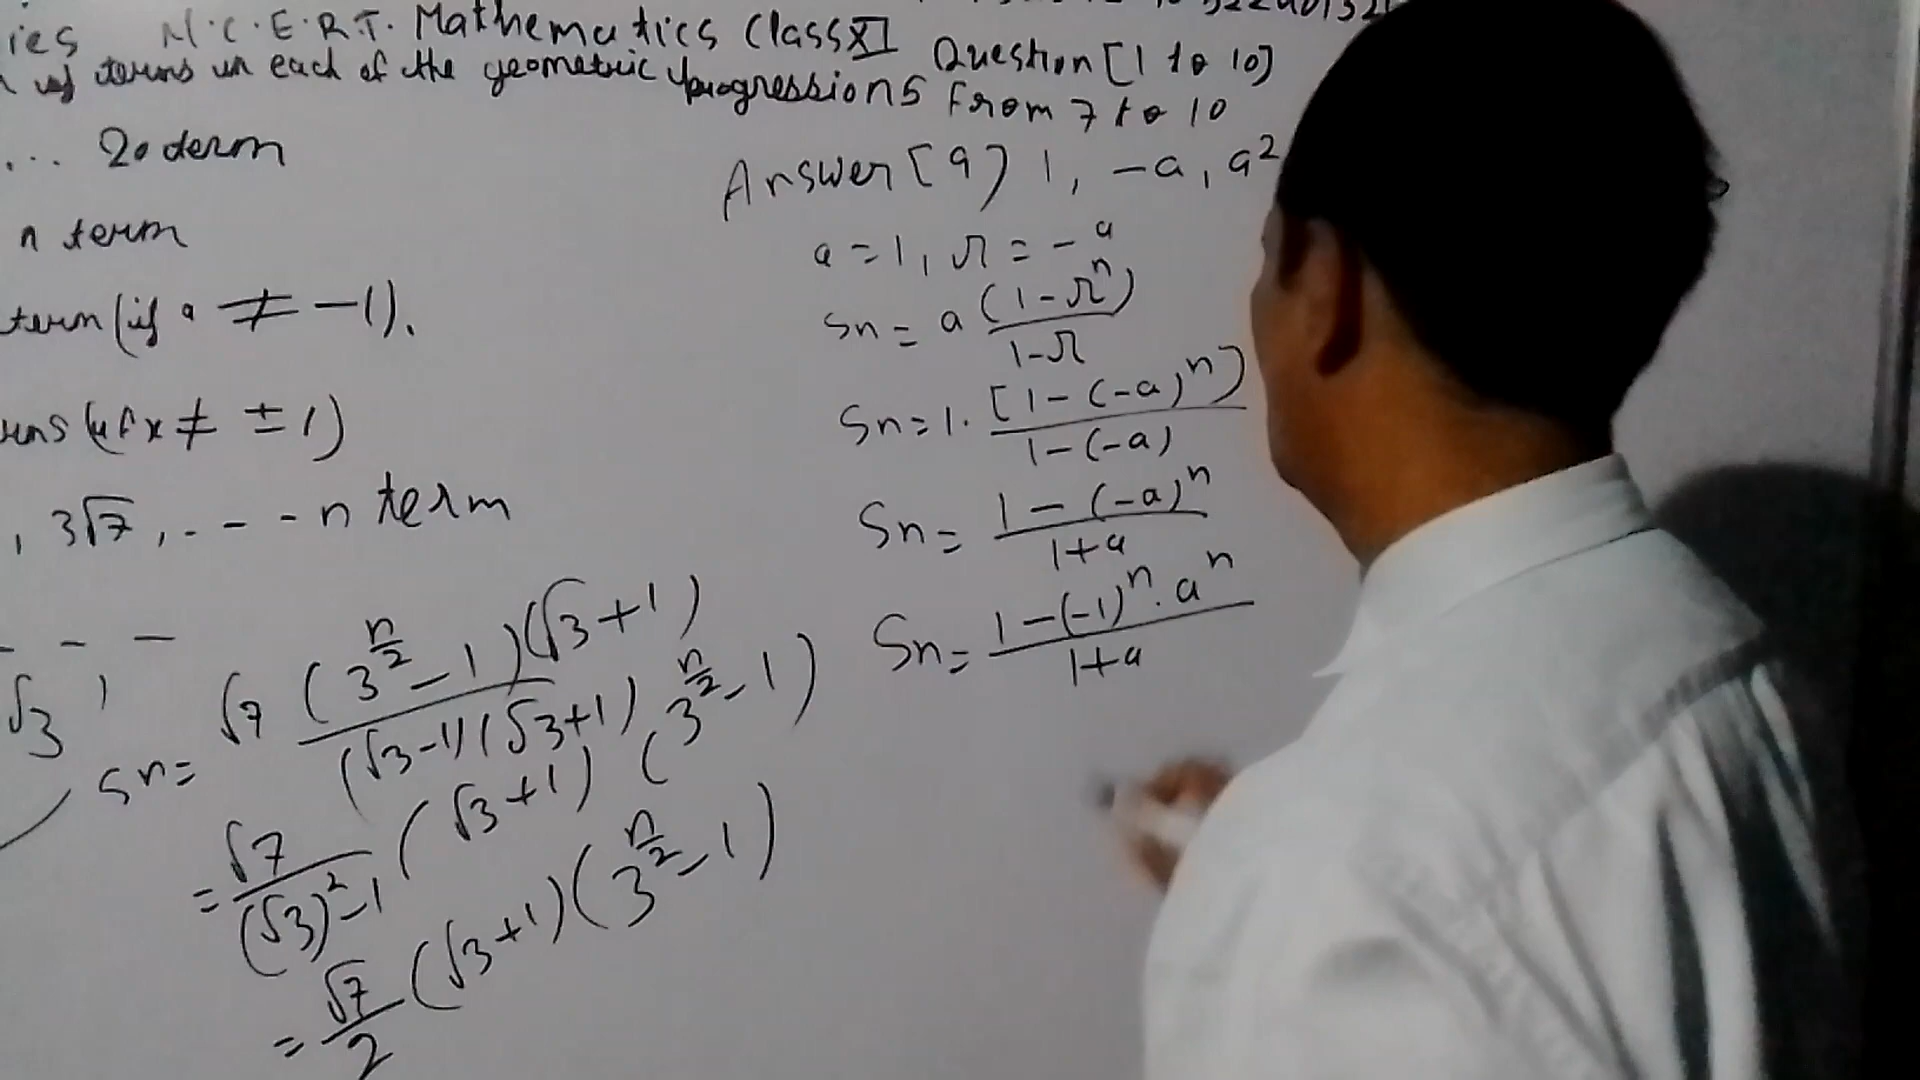 ies N.C.E.R.T. Mathematics Class XI Question [1 to 10]
of terms in each of the geometric progressions From 7 to 10
... 20 term
n term
term (if a ≠ -1).
(if x ≠ ± 1)
, 3√7, - - - n term
- - -
√3 ,
Sn = √7 (3^(n/2) - 1)(√3+1) / (√3-1)(√3+1)
= √7 / (√3)² - 1 (√3+1) (3^(n/2) - 1)
= √7 / 2 (√3+1)(3^(n/2) - 1)
Answer [9) 1, -a, a²
a = 1, r = -a
Sn = a (1-r^n) / 1-r
Sn = 1. [1-(-a)^n] / 1-(-a)
Sn = 1-(-a)^n / 1+a
Sn = 1-(-1)^n . a^n / 1+a